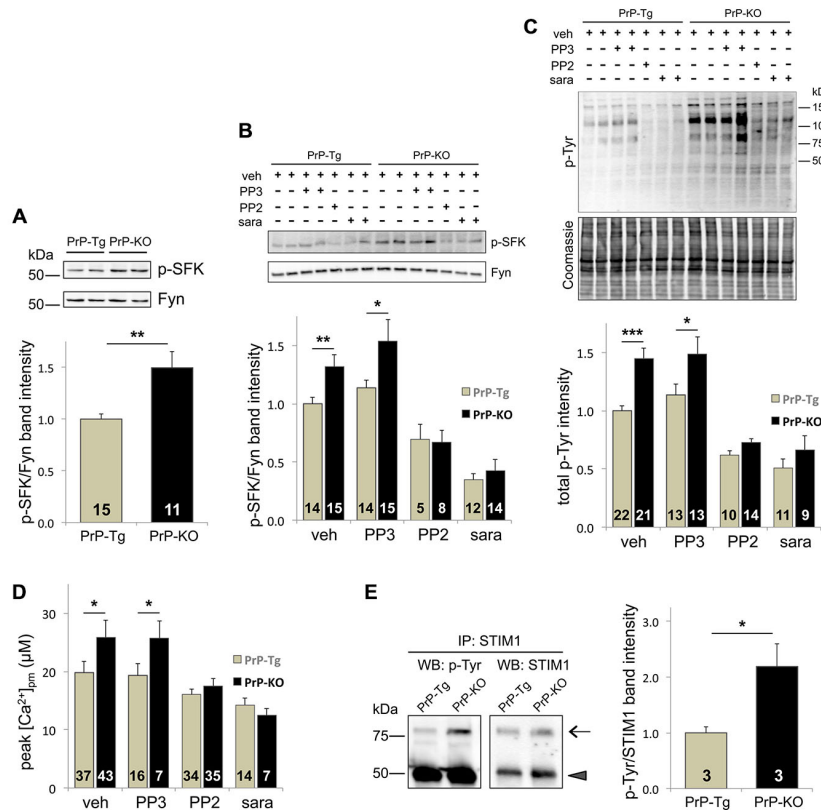 A
PrP-Tg PrP-KO
kDa
50
p-SFK
50
Fyn
**
p-SFK/Fyn band intensity
1.5
1.0
0.5
0.0
15
11
PrP-Tg
PrP-KO
B
PrP-Tg
PrP-KO
veh + + + + + + + + + + + + + +
PP3 - - + + - - - - - + + - - -
PP2 - - - - + - - - - - - + - -
sara - - - - - + + - - - - - + +
p-SFK
Fyn
**
*
p-SFK/Fyn band intensity
1.5
1.0
0.5
0.0
PrP-Tg
PrP-KO
14 15 14 15 5 8 12 14
veh PP3 PP2 sara
C
PrP-Tg
PrP-KO
veh + + + + + + + + + + + + + +
PP3 - - + + - - - - - + + - - -
PP2 - - - - + - - - - - - + - -
sara - - - - - + + - - - - - + +
p-Tyr
75
50
Coomassie
***
*
total p-Tyr intensity
1.5
1.0
0.5
0.0
PrP-Tg
PrP-KO
22 21 13 13 10 14 11 9
veh PP3 PP2 sara
D
*
*
peak [Ca²⁺]pm (μM)
30
20
10
0
PrP-Tg
PrP-KO
37 43 16 7 34 35 14 7
veh PP3 PP2 sara
E
IP: STIM1
WB: p-Tyr WB: STIM1
PrP-Tg PrP-KO PrP-Tg PrP-KO
kDa
75
50
*
p-Tyr/STIM1 band intensity
3.0
2.0
1.0
0.0
3
3
PrP-Tg
PrP-KO